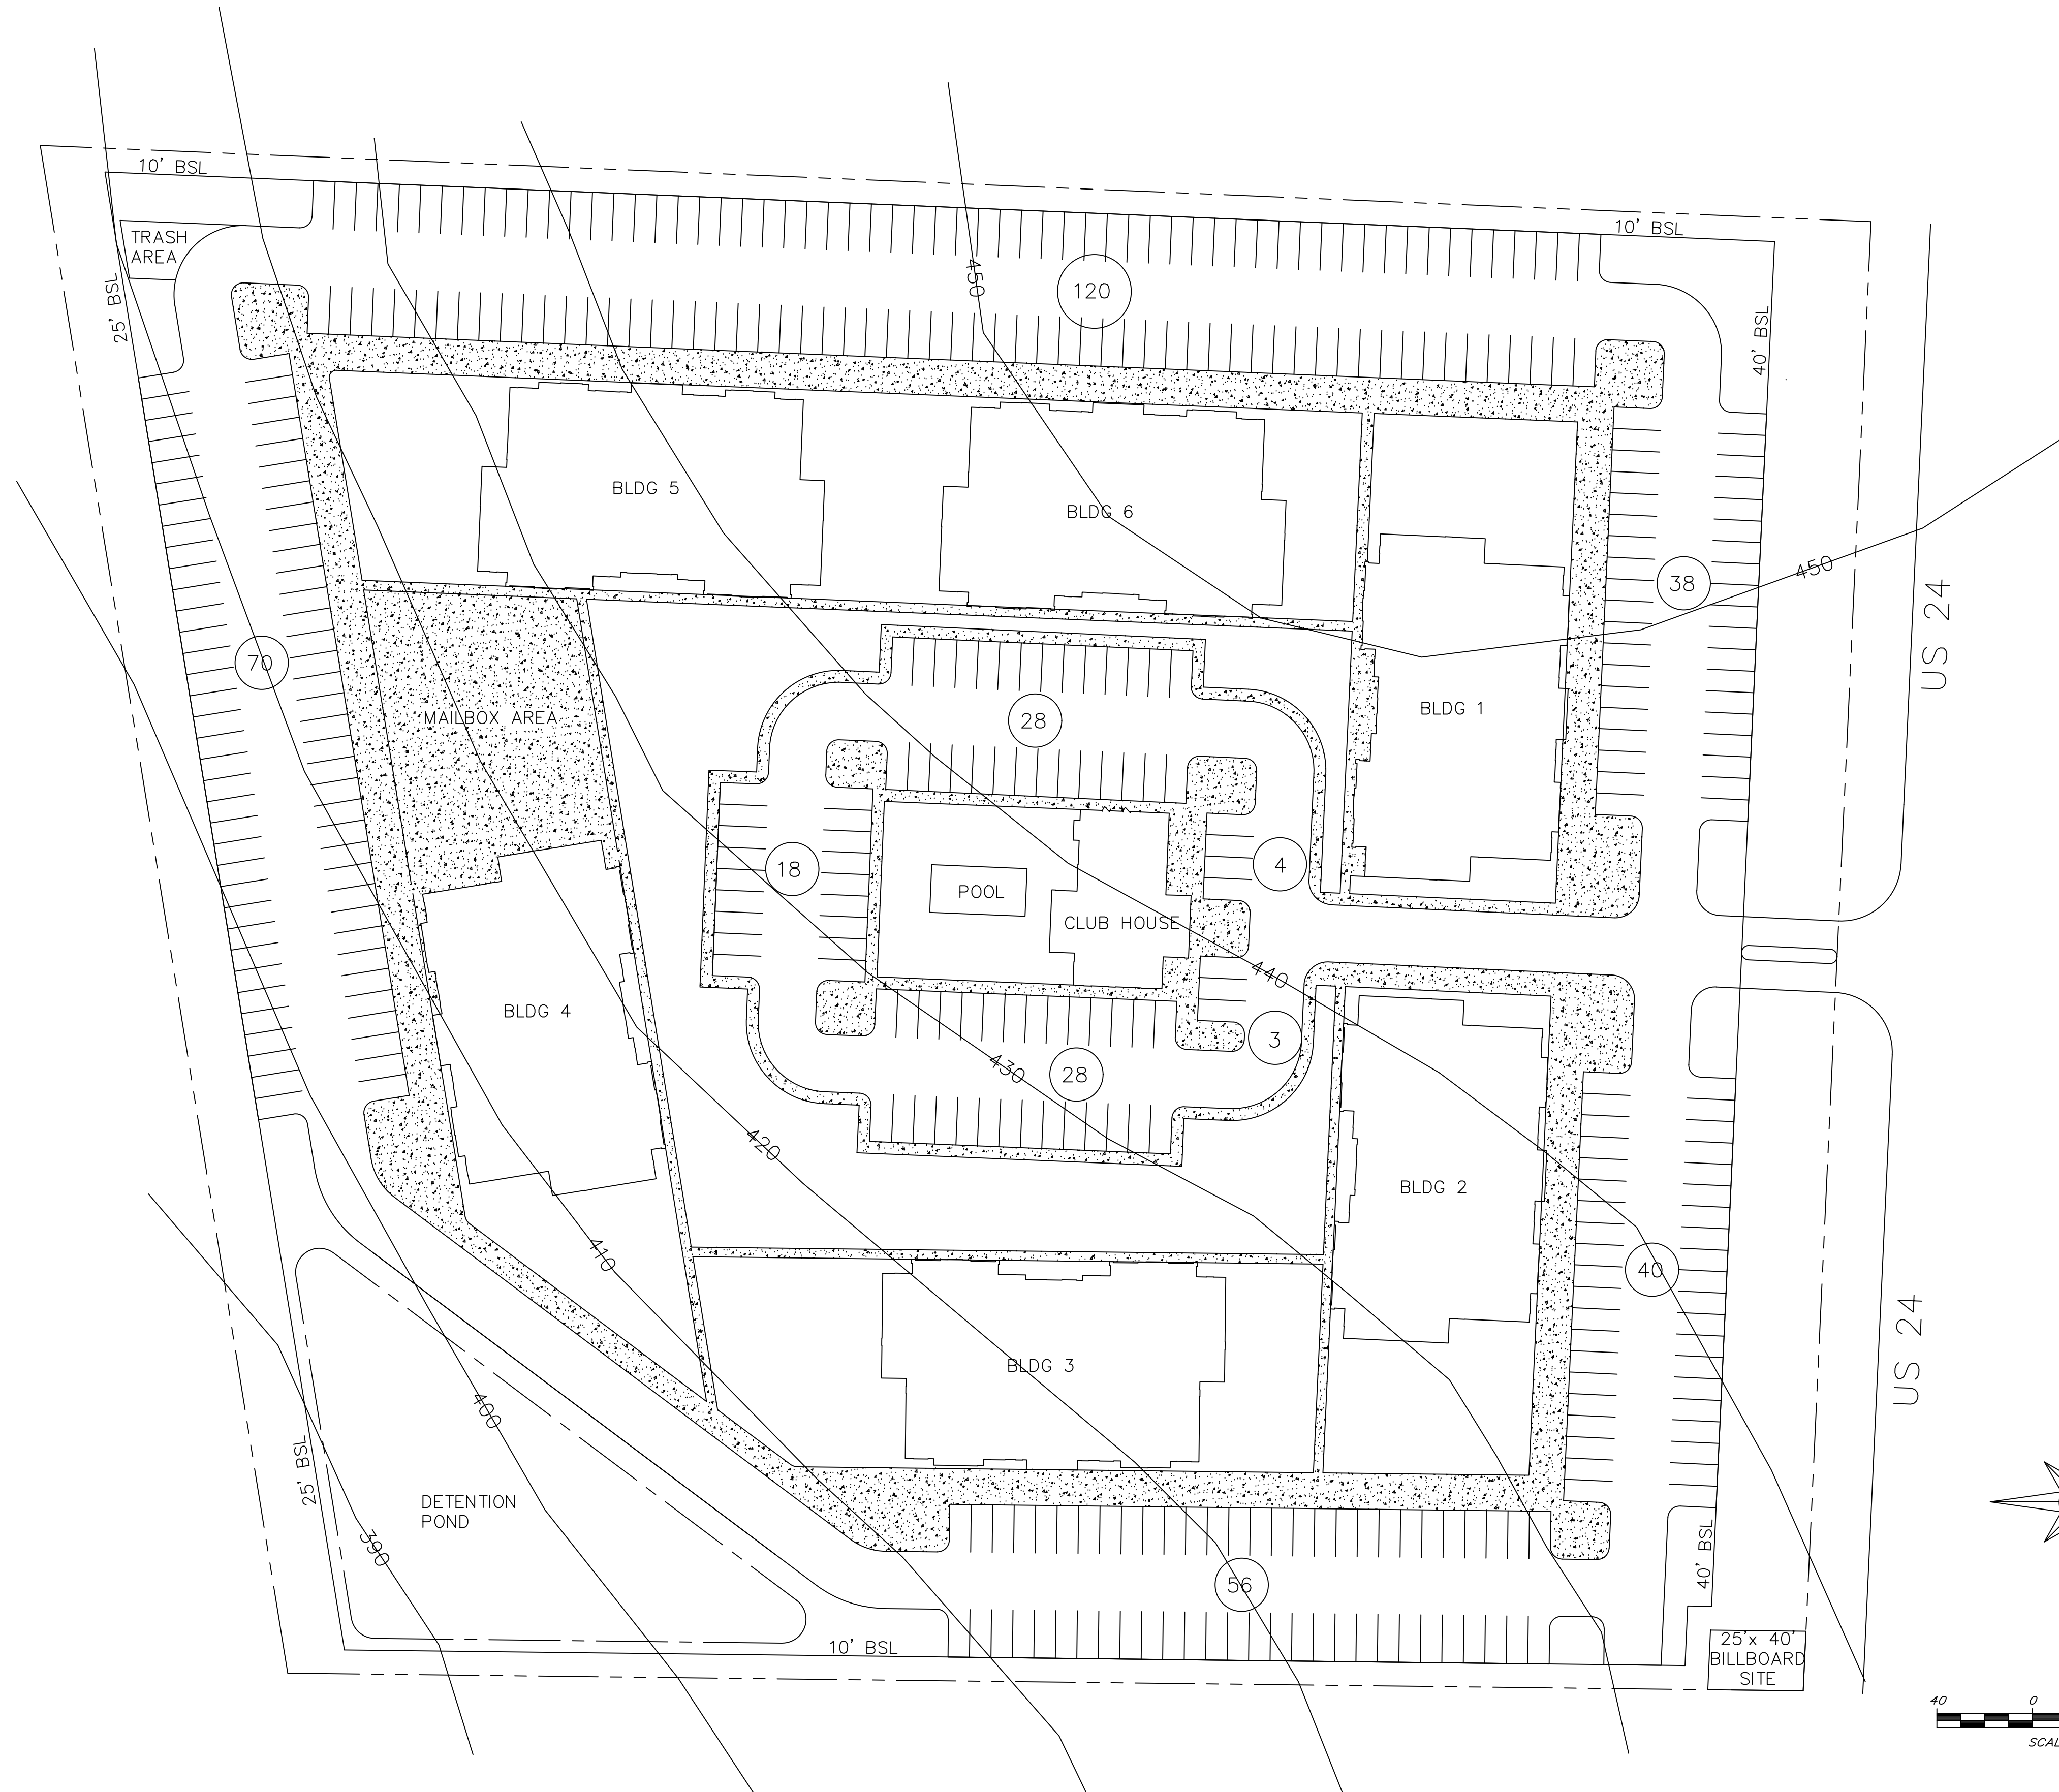 10' BSL
10' BSL
TRASH
AREA
25' BSL
450
120
40' BSL
BLDG 5
BLDG 6
450
38
US 24
70
MAILBOX AREA
28
BLDG 1
18
4
POOL
CLUB HOUSE
440
BLDG 4
430
28
3
420
BLDG 2
410
40
US 24
BLDG 3
400
25' BSL
DETENTION
POND
390
56
40' BSL
10' BSL
25'x 40'
BILLBOARD
SITE
40
0